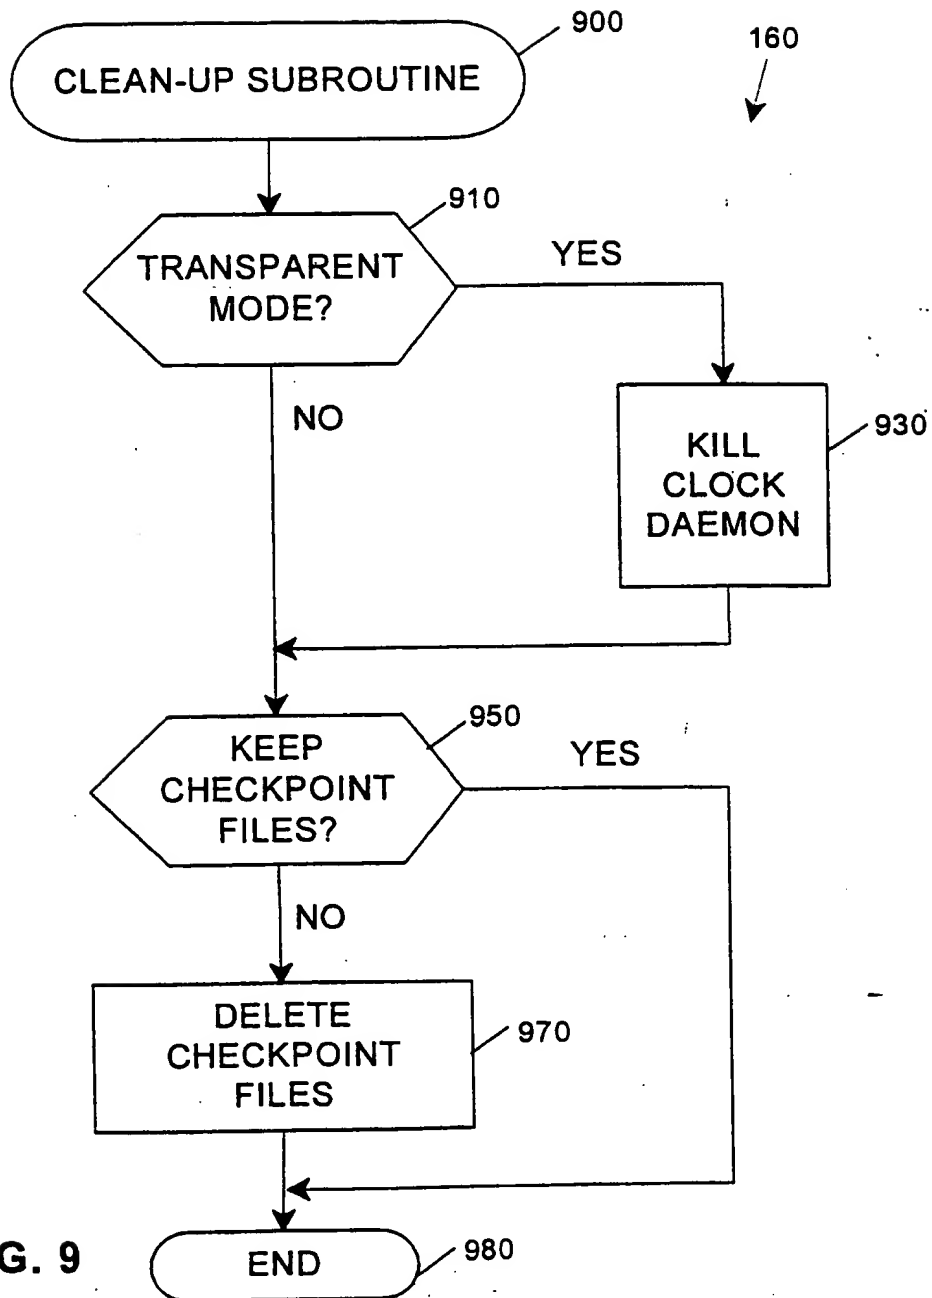 900
160
CLEAN-UP SUBROUTINE
910
TRANSPARENT
MODE?
YES
NO
930
KILL
CLOCK
DAEMON
950
KEEP
CHECKPOINT
FILES?
YES
NO
DELETE
CHECKPOINT
FILES
970
G. 9
END
980